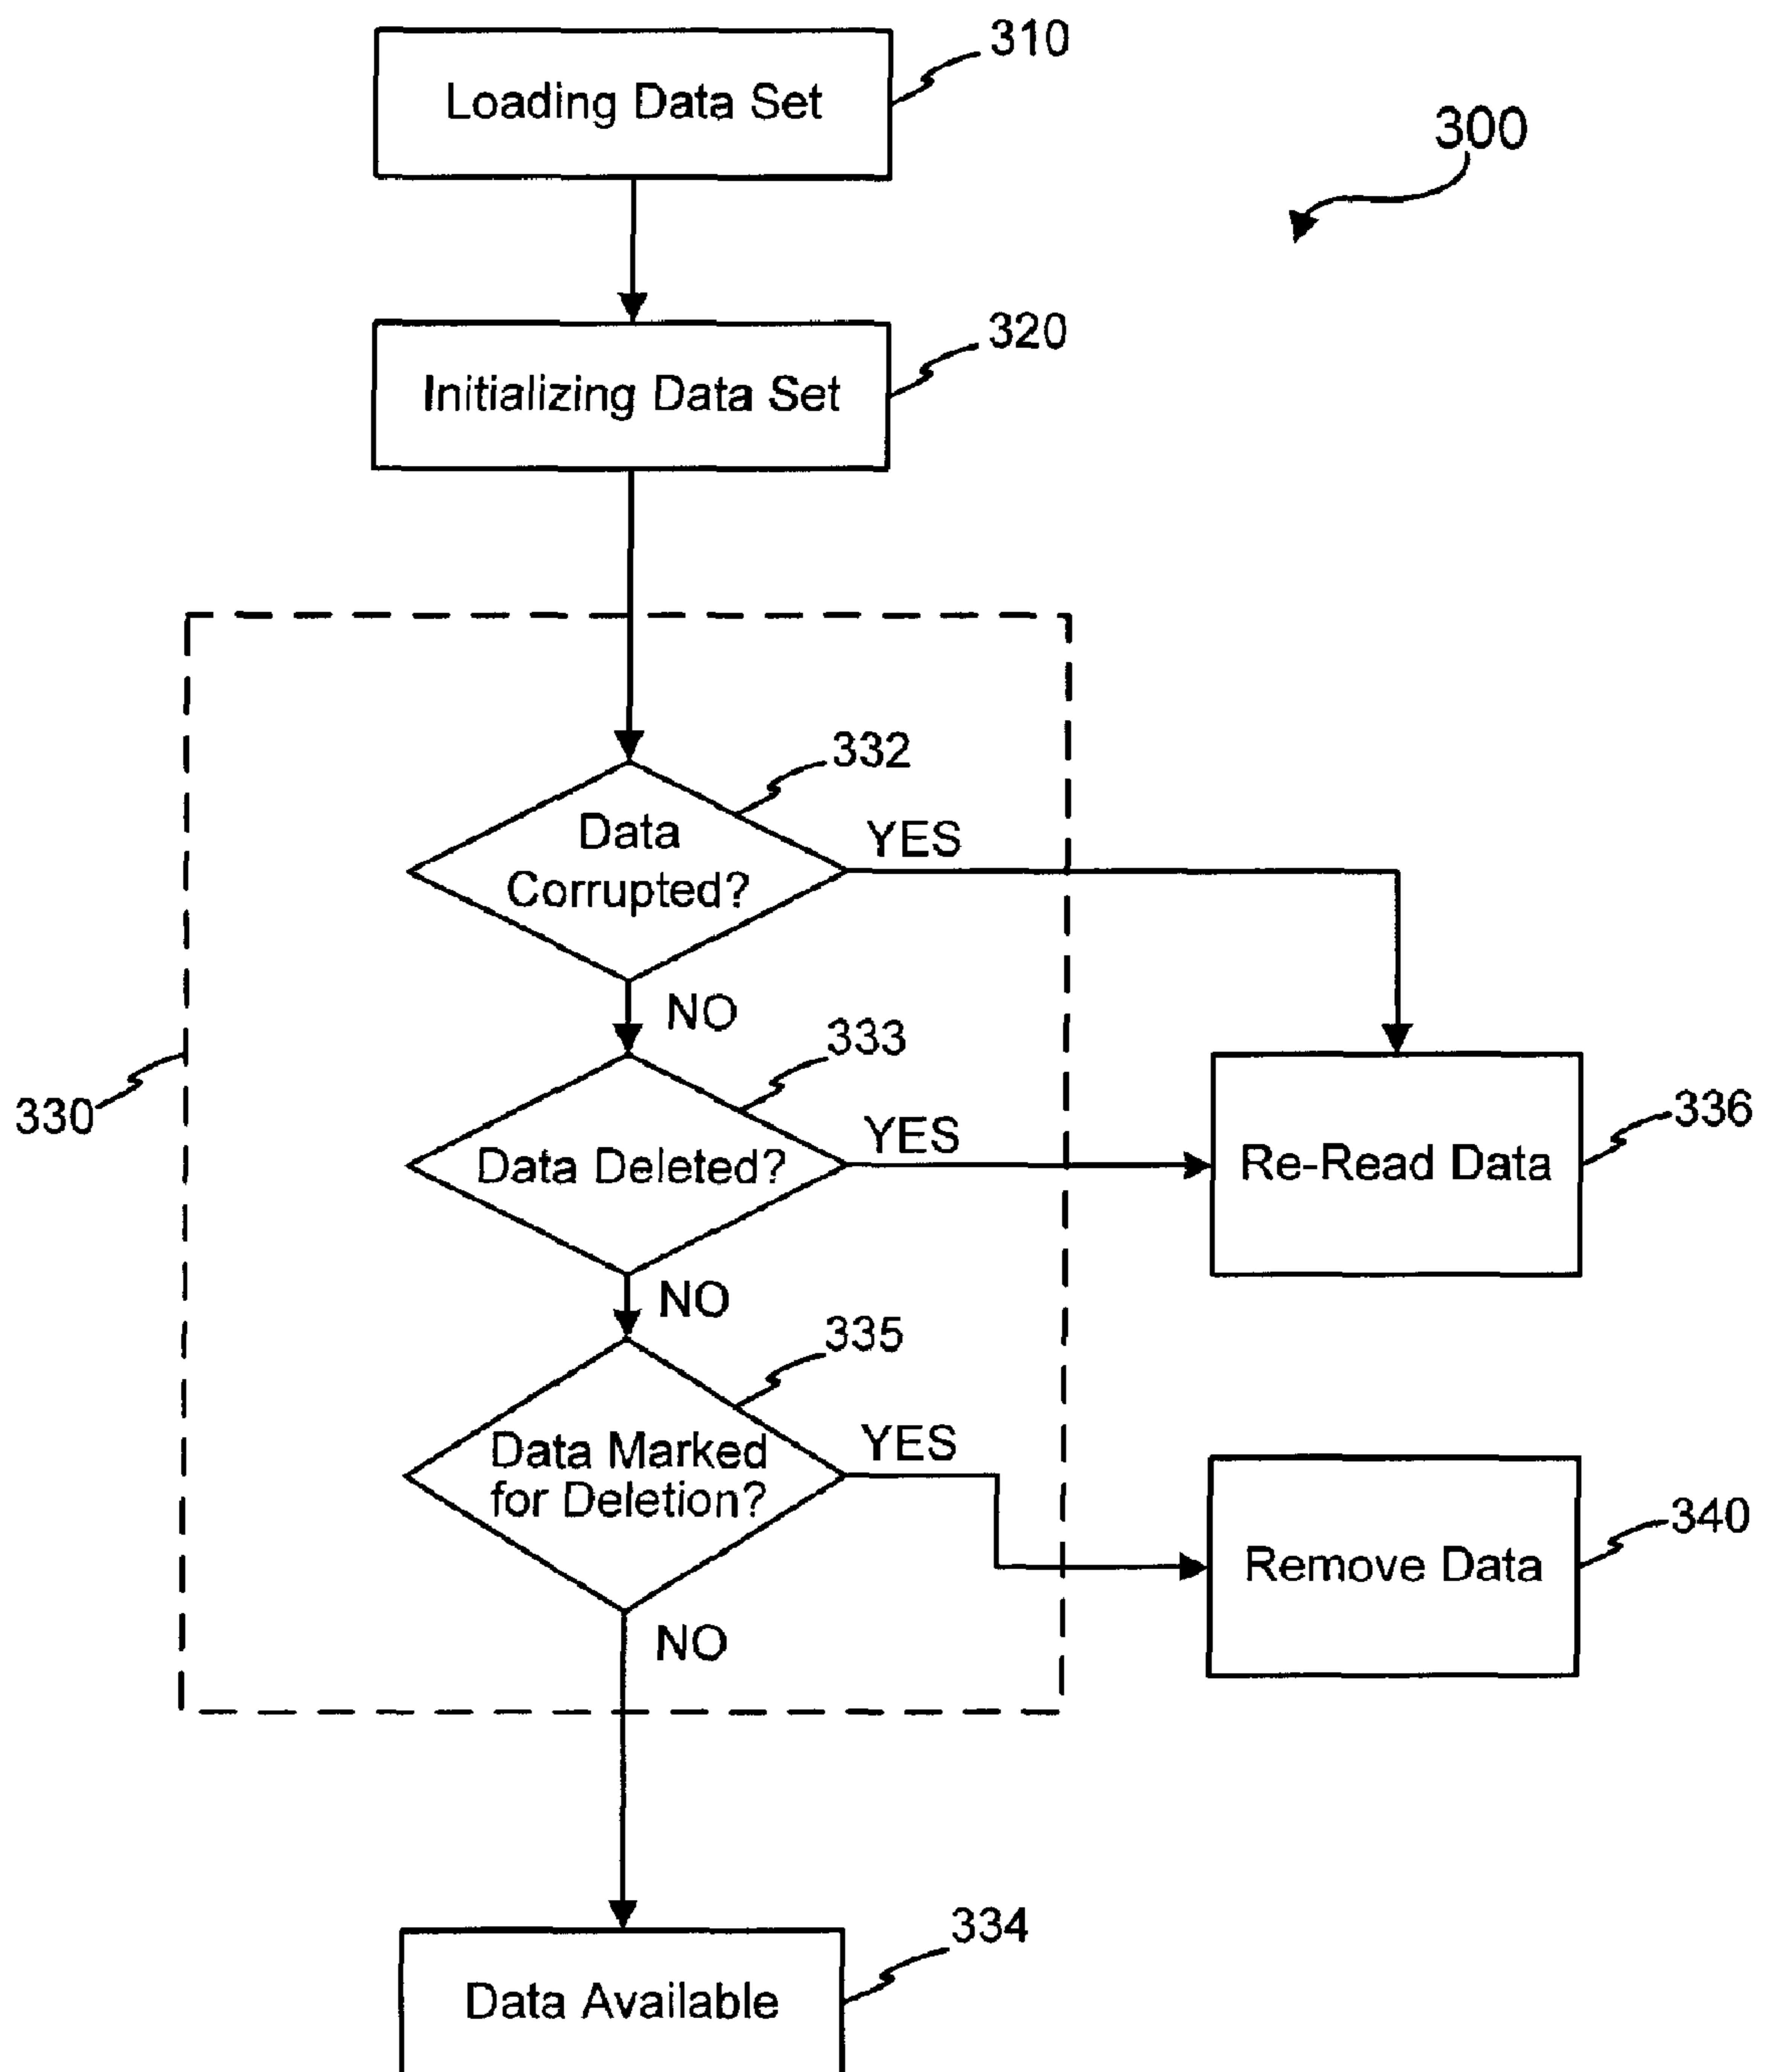 310
Loading Data Set
300
320
Initializing Data Set
332
Data
Corrupted?
YES
NO
333
330
Data Deleted?
YES
Re-Read Data
336
NO
335
Data Marked
for Deletion?
YES
Remove Data
340
NO
334
Data Available